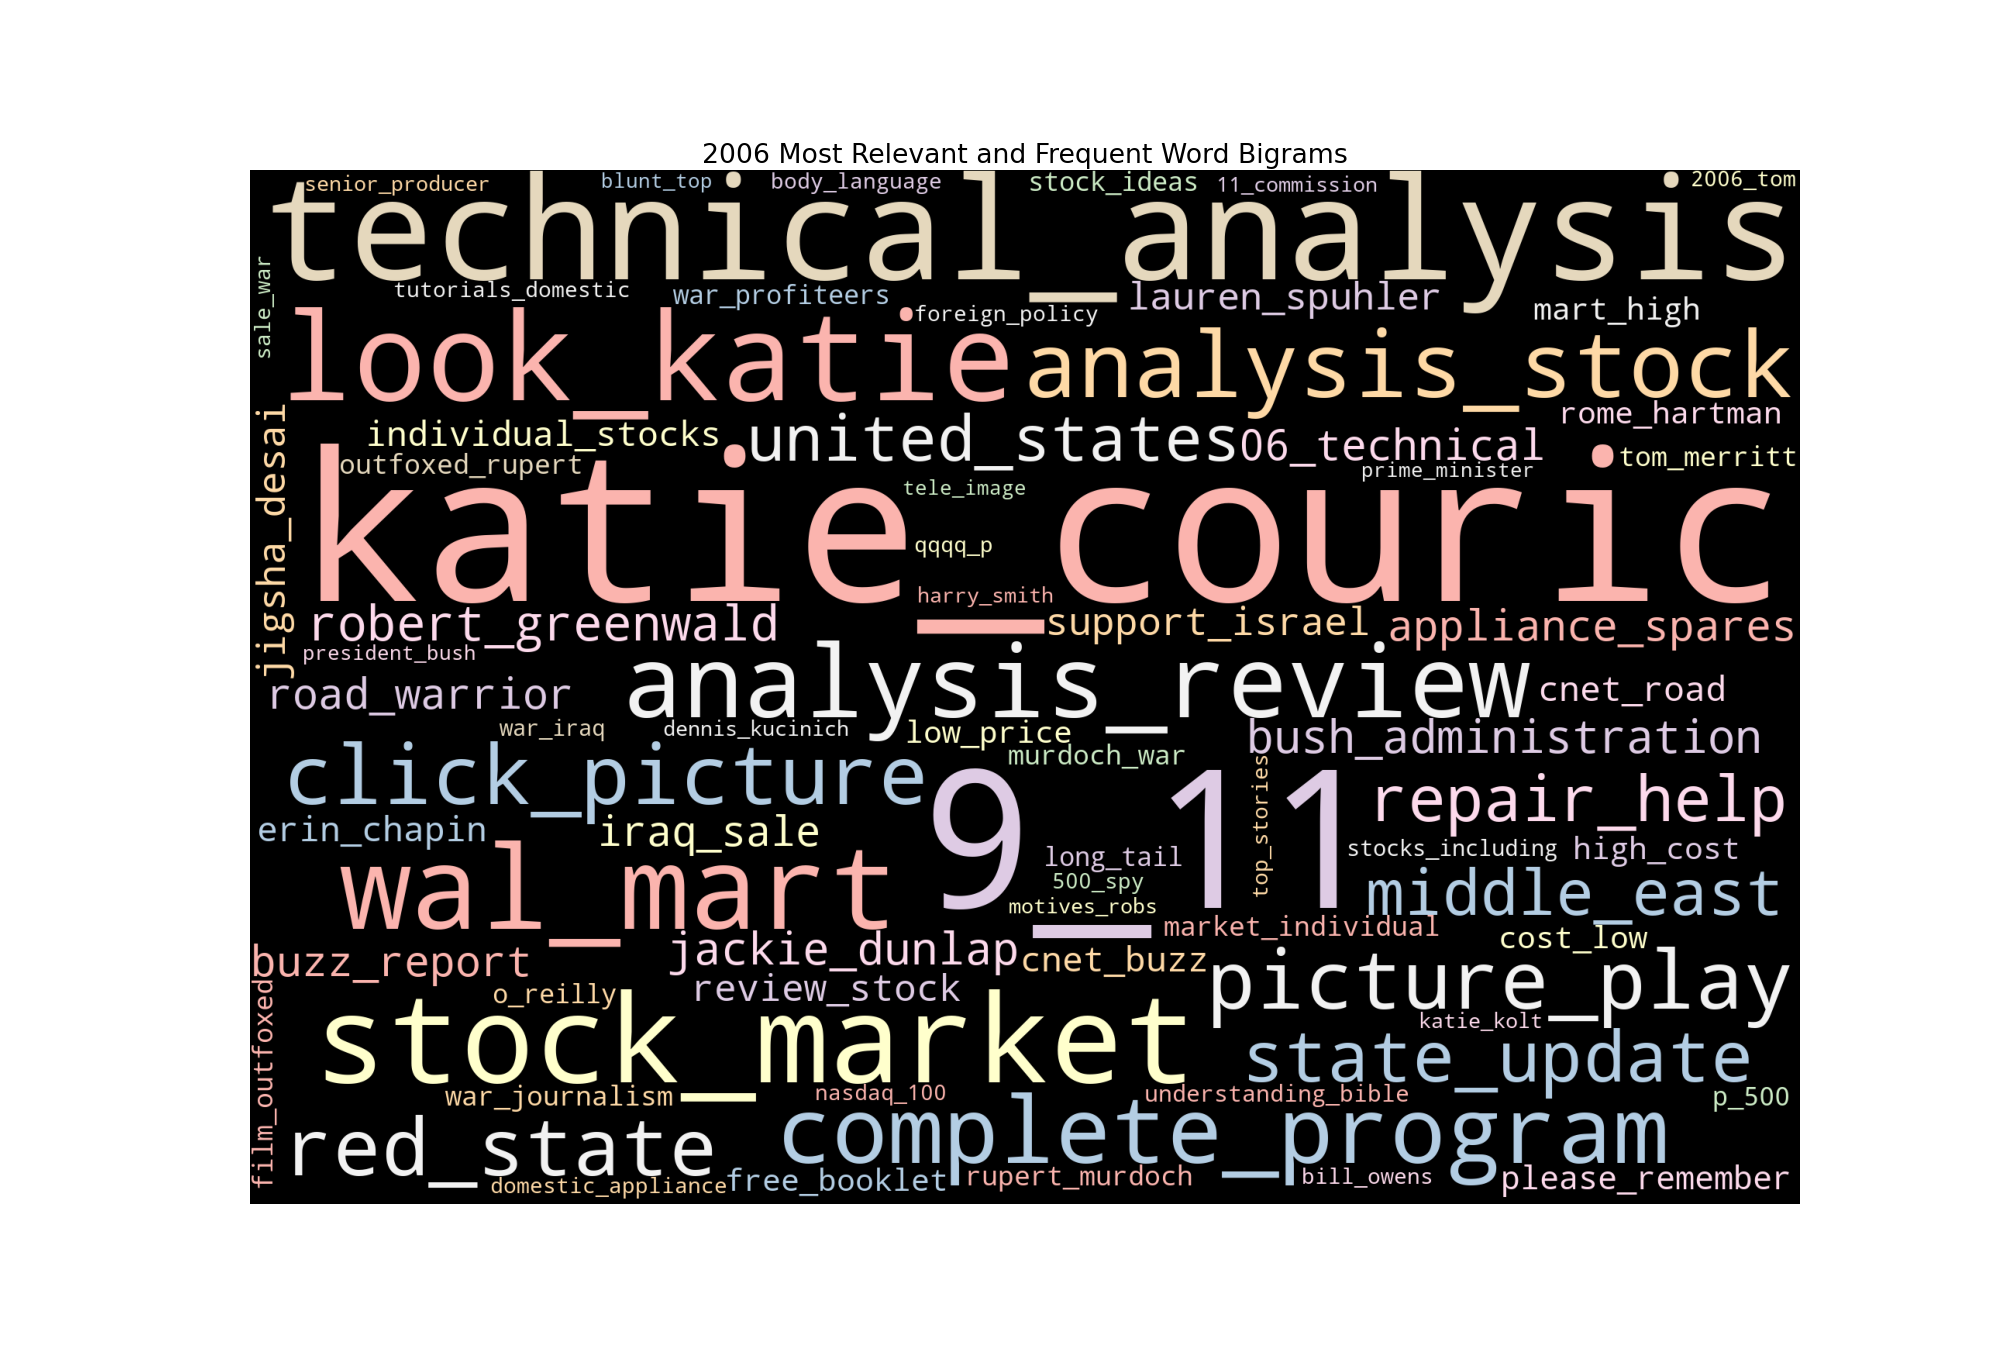 2006 Most Relevant and Frequent Word Bigrams
senior_producer
blunt_top
body_language
stock_ideas
11_commission
2006_tom
technical_analysis
sale_war
tutorials_domestic
war_profiteers
lauren_spuhler
foreign_policy
mart_high
look_katie
analysis_stock
rome_hartman
jigsha_desai
individual_stocks
united_states
06_technical
outfoxed_rupert
prime_minister
tom_merritt
tele_image
katie_couric
qqqq_p
harry_smith
robert_greenwald
support_israel
appliance_spares
president_bush
analysis_review
road_warrior
cnet_road
war_iraq
dennis_kucinich
low_price
bush_administration
murdoch_war
click_picture
9_11
top_stories
repair_help
erin_chapin
iraq_sale
long_tail
stocks_including
high_cost
wal_mart
500_spy
middle_east
motives_robs
market_individual
cost_low
buzz_report
jackie_dunlap
cnet_buzz
picture_play
film_outfoxed
o_reilly
review_stock
katie_kolt
stock_market
state_update
war_journalism
nasdaq_100
understanding_bible
p_500
red_state
complete_program
domestic_appliance
free_booklet
rupert_murdoch
bill_owens
please_remember